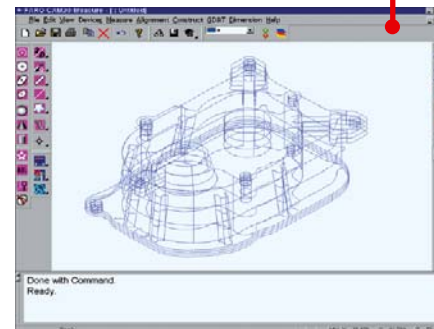 FARO CAM2 Measure - [ : Untitled]
File Edit View Devices Measure Alignment Construct GD&T Dimension Help
Done with Command.
Ready.